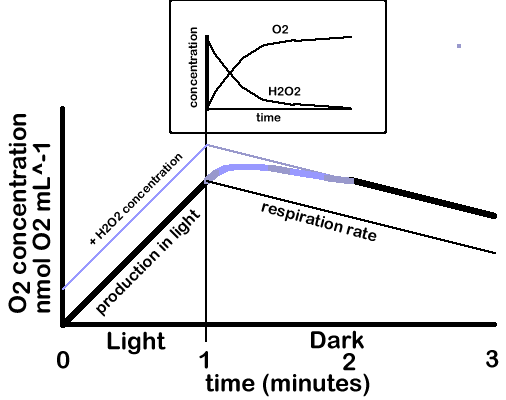 O2
concentration
H2O2
time
O2 concentration
nmol O2 mL^-1
+ H2O2 concentration
production in light
respiration rate
Light
Dark
0
1
2
3
time (minutes)